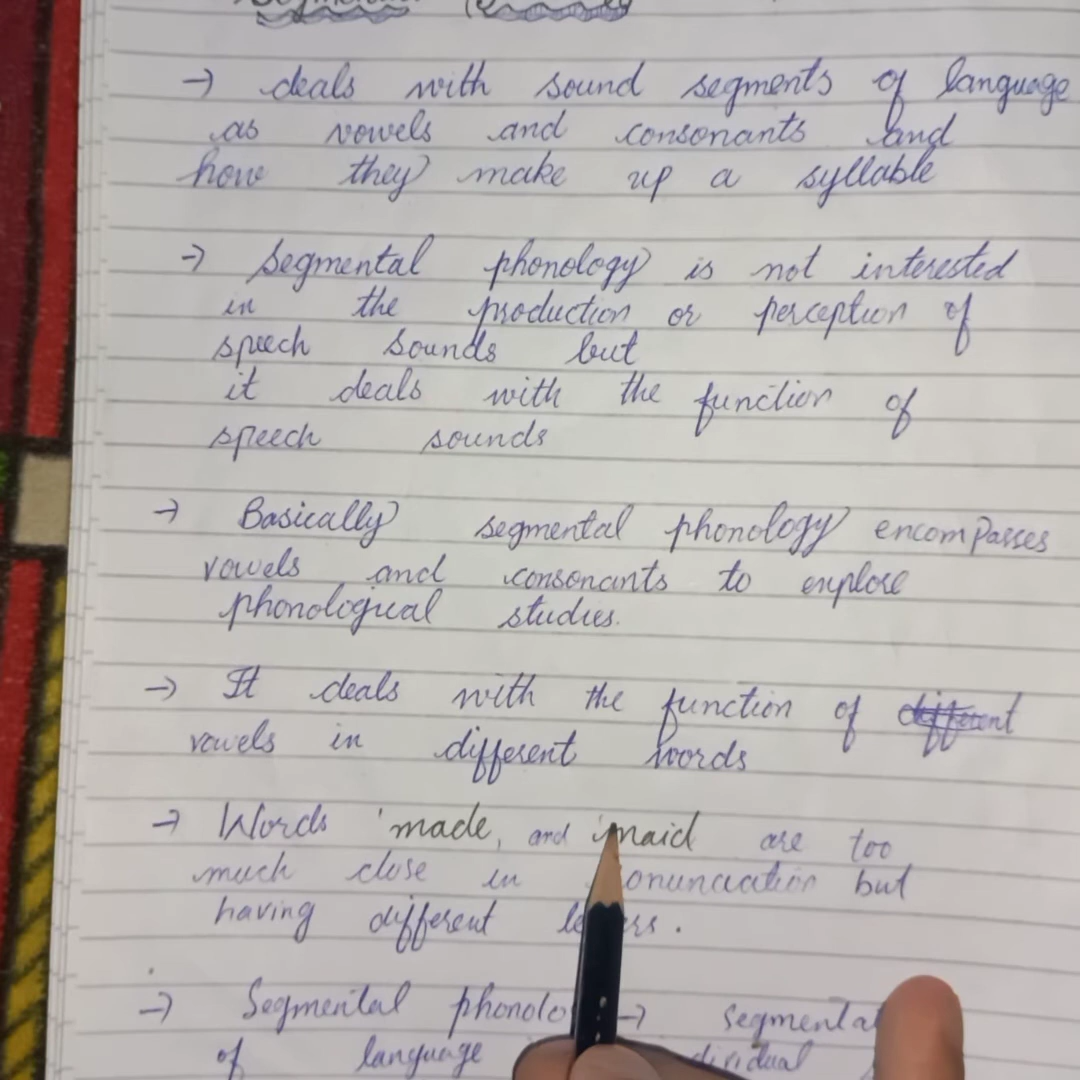 Segmental
→ deals with sound segments of language
as vowels and consonants and
how they make up a syllable
→ Segmental phonology is not interested
in the production or perception of
speech sounds but
it deals with the function of
speech sounds
→ Basically segmental phonology encompasses
vowels and consonants to explore
phonological studies.
→ It deals with the function of different
vowels in different words
→ Words 'made, and 'maid are too
much close in but
having different
→ Segmental → segmental
of language